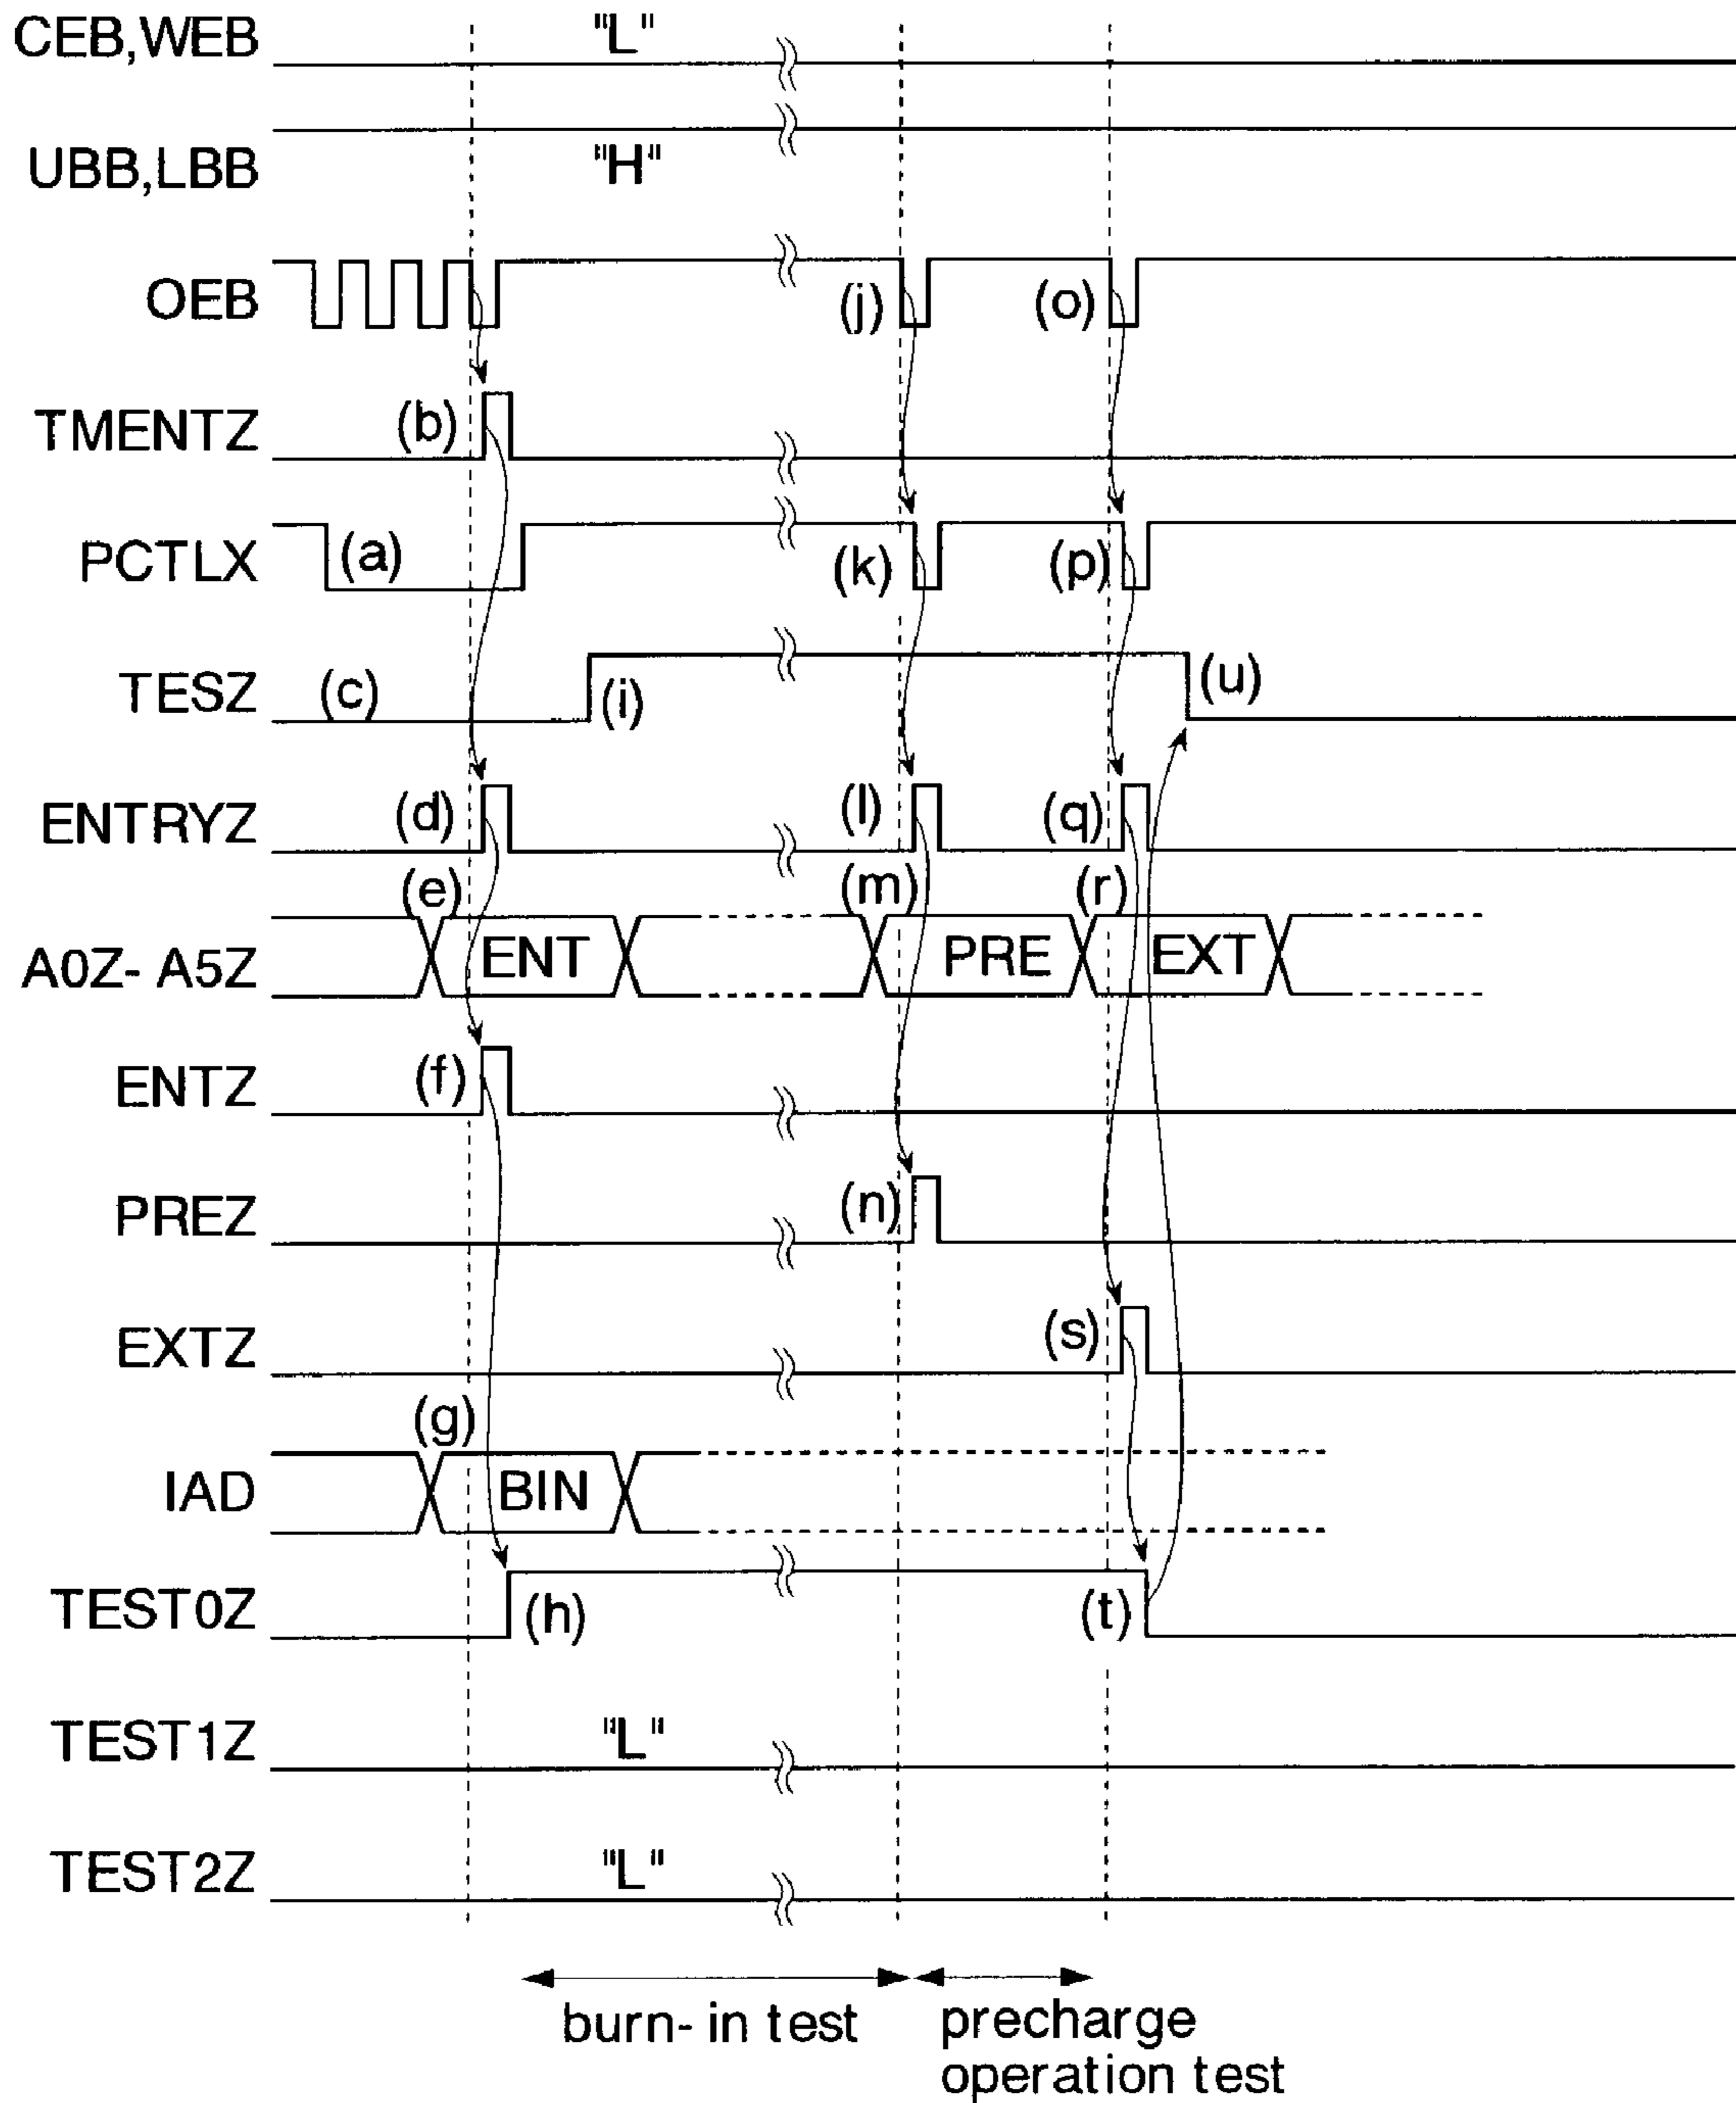 CEB,WEB "L"
UBB,LBB "H"
OEB (j) (o)
TMENTZ (b)
PCTLX (a) (k) (p)
TESZ (c) (i) (u)
ENTRYZ (d) (l) (q)
(e) (m) (r)
A0Z- A5Z ENT PRE EXT
ENTZ (f)
PREZ (n)
EXTZ (s)
(g)
IAD BIN
TEST0Z (h) (t)
TEST1Z "L"
TEST2Z "L"
burn- in test precharge
operation test